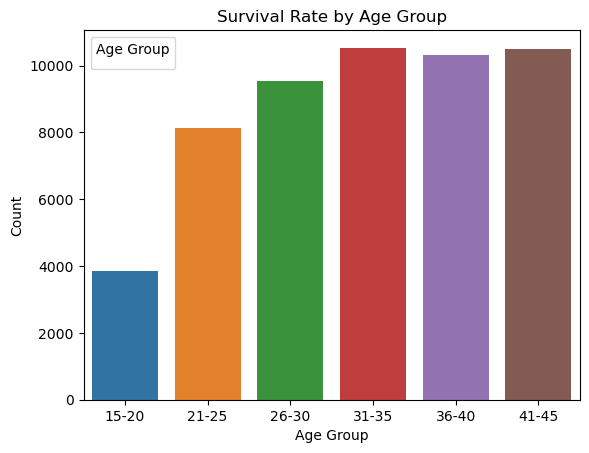 Survival Rate by Age Group
Age Group
Count
10000
8000
6000
4000
2000
0
15-20 21-25 26-30 31-35 36-40 41-45
Age Group